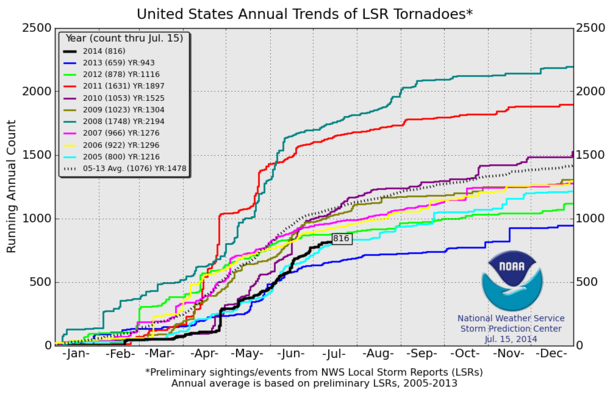 United States Annual Trends of LSR Tornadoes*
Year (count thru Jul. 15)
2014 (816)
2013 (659) YR:943
2012 (878) YR:1116
2011 (1631) YR:1897
2010 (1053) YR:1525
2009 (1023) YR:1304
2008 (1748) YR:2194
2007 (966) YR:1276
2006 (922) YR:1296
2005 (800) YR:1216
05-13 Avg. (1076) YR:1478
Running Annual Count
2500
2000
1500
1000
500
0
2500
2000
1500
1000
500
0
816
NOAA
National Weather Service
Storm Prediction Center
Jul. 15, 2014
-Jan- -Feb- -Mar- -Apr- -May- -Jun- -Jul- -Aug- -Sep- -Oct- -Nov- -Dec-
*Preliminary sightings/events from NWS Local Storm Reports (LSRs)
Annual average is based on preliminary LSRs, 2005-2013